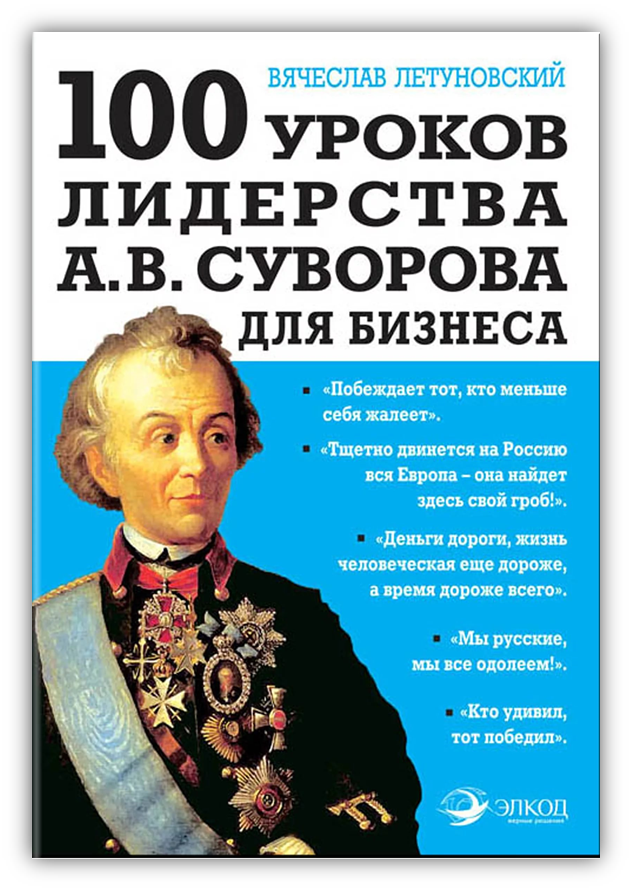 ВЯЧЕСЛАВ ЛЕТУНОВСКИЙ
100 УРОКОВ
ЛИДЕРСТВА
А.В. СУВОРОВА
ДЛЯ БИЗНЕСА
▪ «Побеждает тот, кто меньше
себя жалеет».
▪ «Тщетно двинется на Россию
вся Европа – она найдет
здесь свой гроб!».
▪ «Деньги дороги, жизнь
человеческая еще дороже,
а время дороже всего».
▪ «Мы русские,
мы все одолеем!».
▪ «Кто удивил,
тот победил».
ЭЛКОД
верные решения